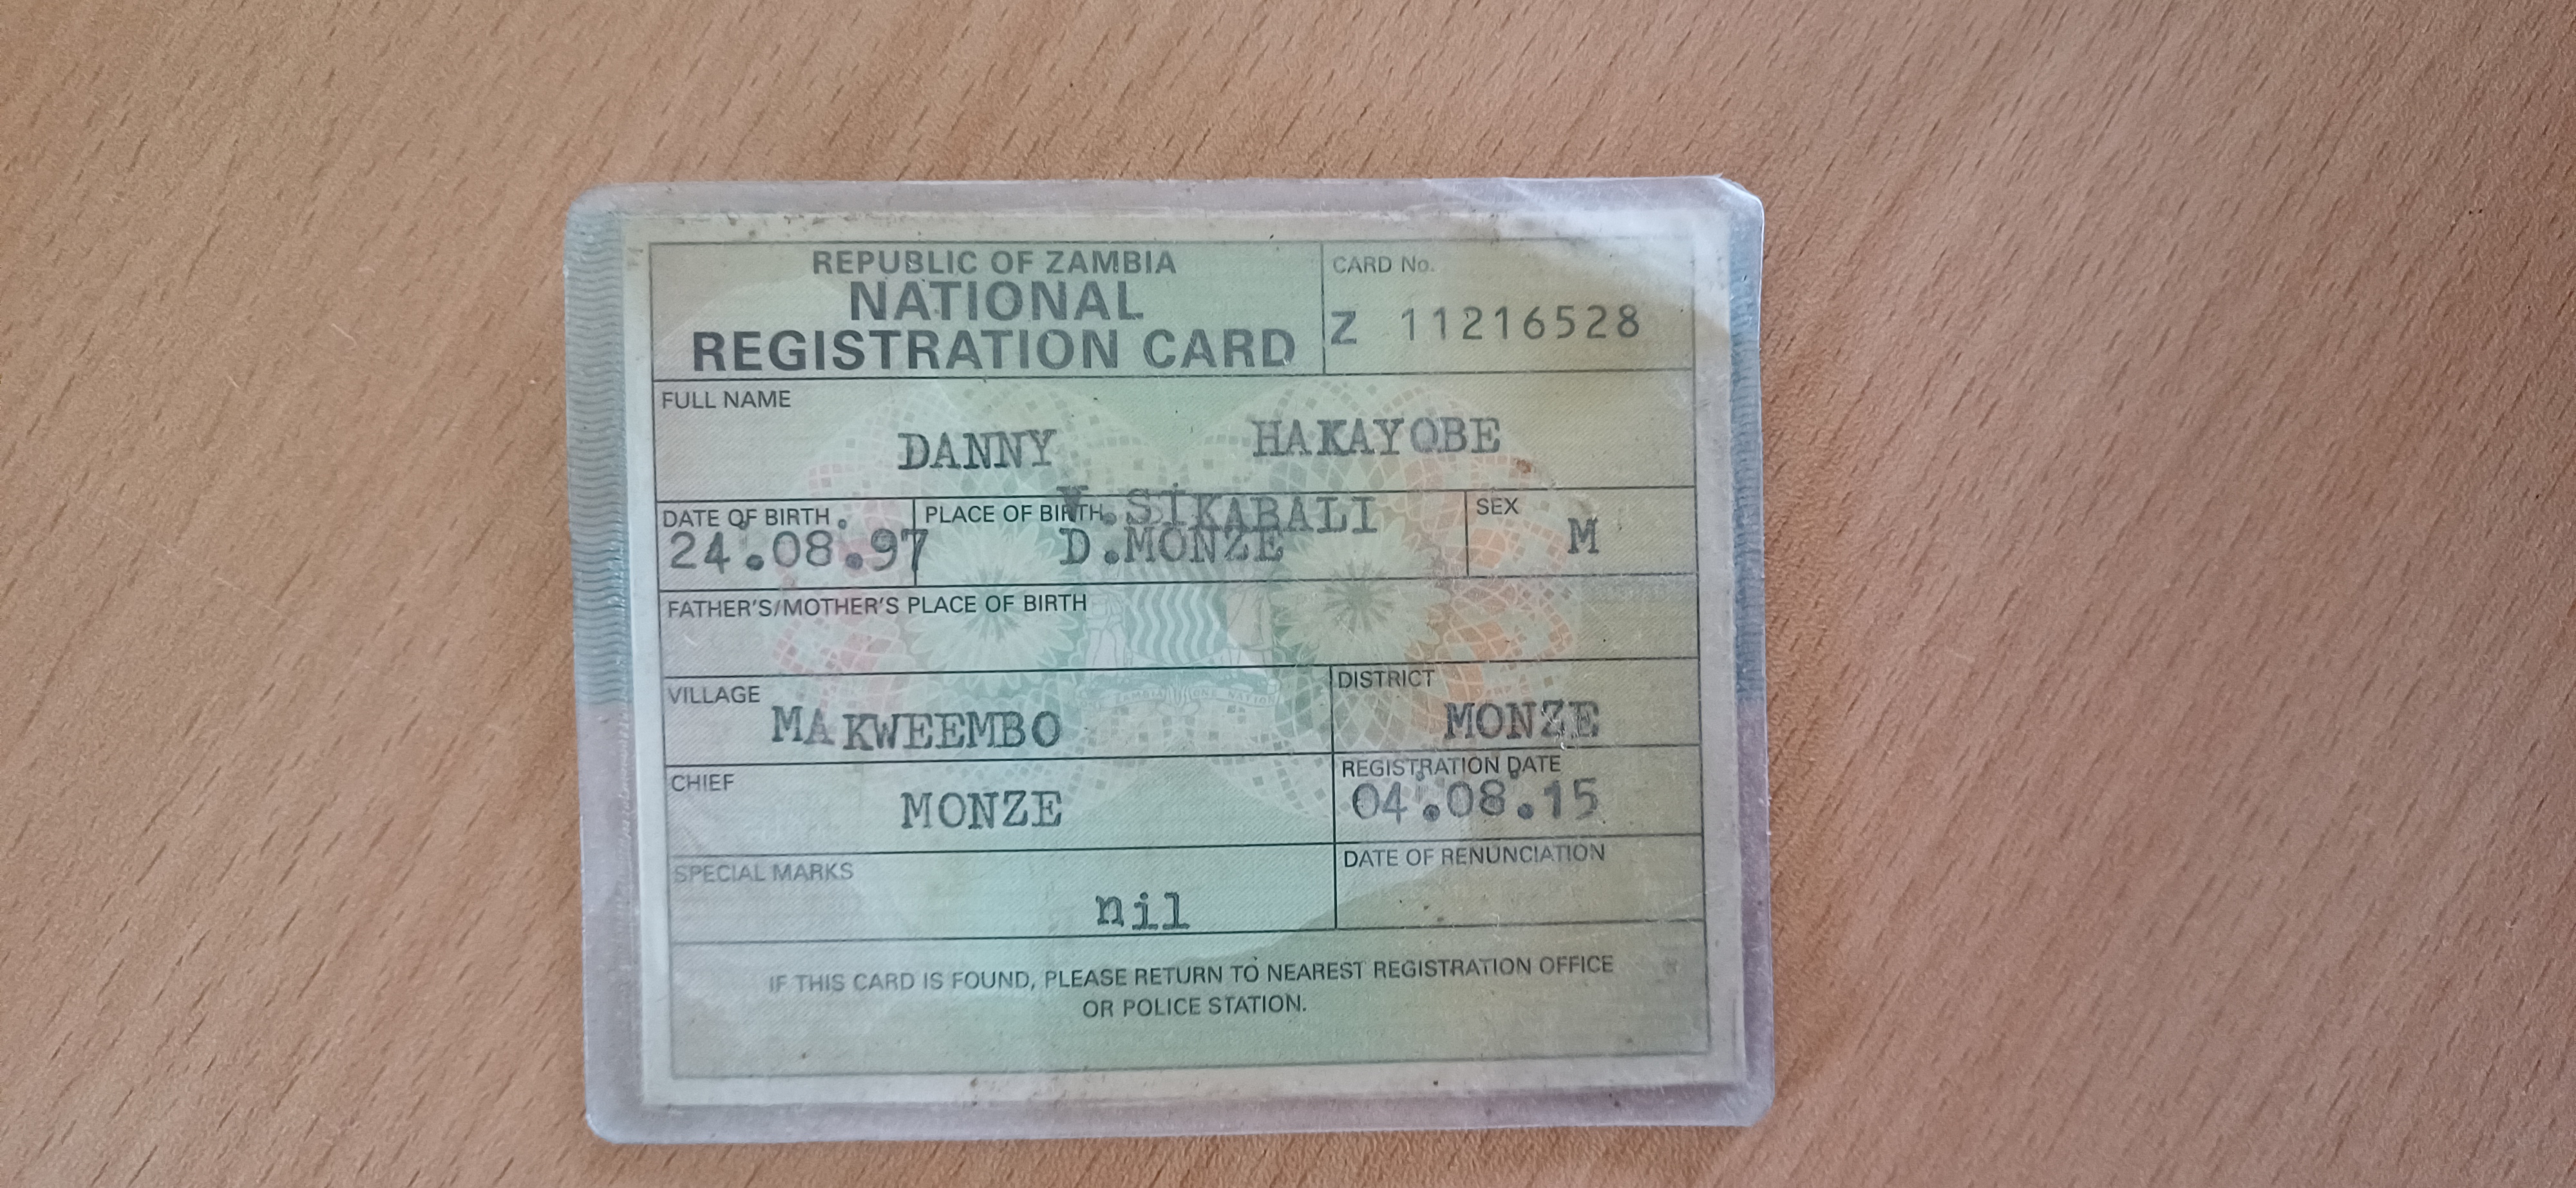 REPUBLIC OF ZAMBIA
NATIONAL
REGISTRATION CARD
CARD No.
Z 11216528
FULL NAME
DANNY HAKAYOBE
DATE OF BIRTH
24.08.97
PLACE OF BIRTH
V.SIKABALI
D.MONZE
SEX
M
FATHER'S/MOTHER'S PLACE OF BIRTH
VILLAGE
MAKWEEMBO
DISTRICT
MONZE
CHIEF
MONZE
REGISTRATION DATE
04.08.15
SPECIAL MARKS
nil
DATE OF RENUNCIATION
IF THIS CARD IS FOUND, PLEASE RETURN TO NEAREST REGISTRATION OFFICE
OR POLICE STATION.